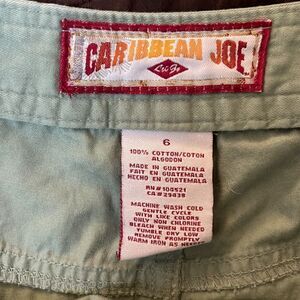 CARIBBEAN JOE
6
100% COTTON/COTON
ALGODON
MADE IN GUATEMALA
FAIT EN GUATEMALA
HECHO EN GUATEMALA
RN#104521
CA#29438
MACHINE WASH COLD
GENTLE CYCLE
WITH LIKE COLORS
ONLY NON CHLORINE
BLEACH WHEN NEEDED
TUMBLE DRY LOW
REMOVE PROMPTLY
WARM IRON AS NEEDED